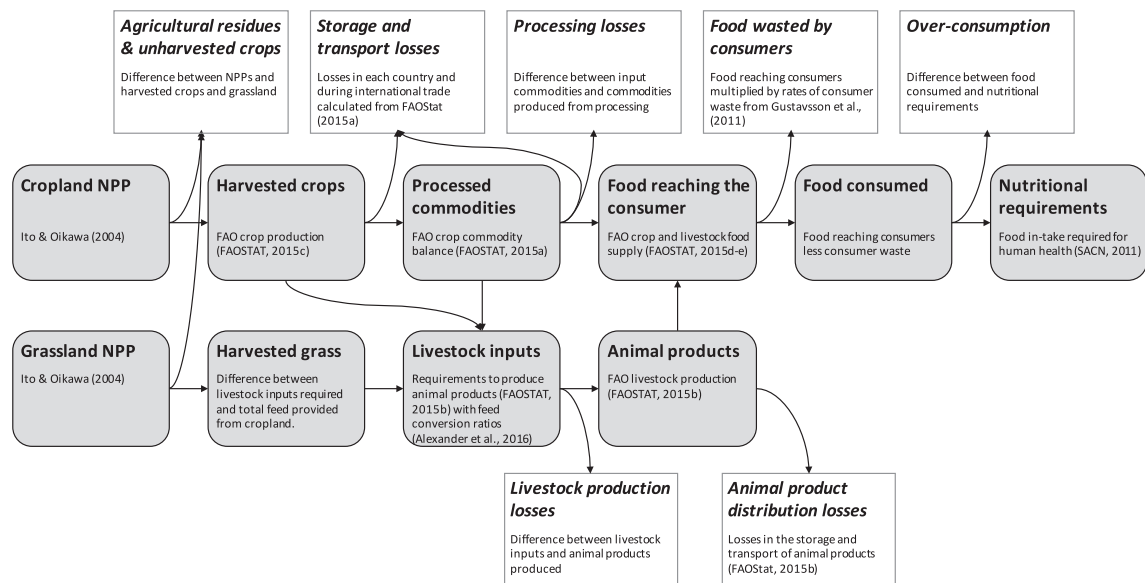 Agricultural residues
& unharvested crops
Difference between NPPs and
harvested crops and grassland
Storage and
transport losses
Losses in each country and
during international trade
calculated from FAOStat
(2015a)
Processing losses
Difference between input
commodities and commodities
produced from processing
Food wasted by
consumers
Food reaching consumers
multiplied by rates of consumer
waste from Gustavsson et al.,
(2011)
Over-consumption
Difference between food
consumed and nutritional
requirements
Cropland NPP
Ito & Oikawa (2004)
Harvested crops
FAO crop production
(FAOSTAT, 2015c)
Processed
commodities
FAO crop commodity
balance (FAOSTAT, 2015a)
Food reaching the
consumer
FAO crop and livestock food
supply (FAOSTAT, 2015d-e)
Food consumed
Food reaching consumers
less consumer waste
Nutritional
requirements
Food in-take required for
human health (SACN, 2011)
Grassland NPP
Ito & Oikawa (2004)
Harvested grass
Difference between
livestock inputs required
and total feed provided
from cropland.
Livestock inputs
Requirements to produce
animal products (FAOSTAT,
2015b) with feed
conversion ratios
(Alexander et al., 2016)
Animal products
FAO livestock production
(FAOSTAT, 2015b)
Livestock production
losses
Difference between livestock
inputs and animal products
produced
Animal product
distribution losses
Losses in the storage and
transport of animal products
(FAOStat, 2015b)